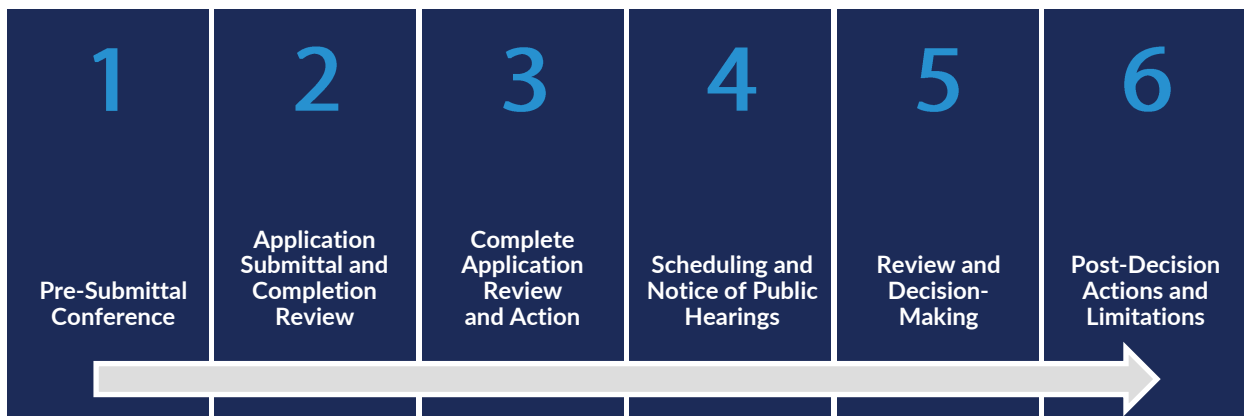 1
Pre-Submittal
Conference
2
Application
Submittal and
Completion
Review
3
Complete
Application
Review
and Action
4
Scheduling and
Notice of Public
Hearings
5
Review and
Decision-
Making
6
Post-Decision
Actions and
Limitations